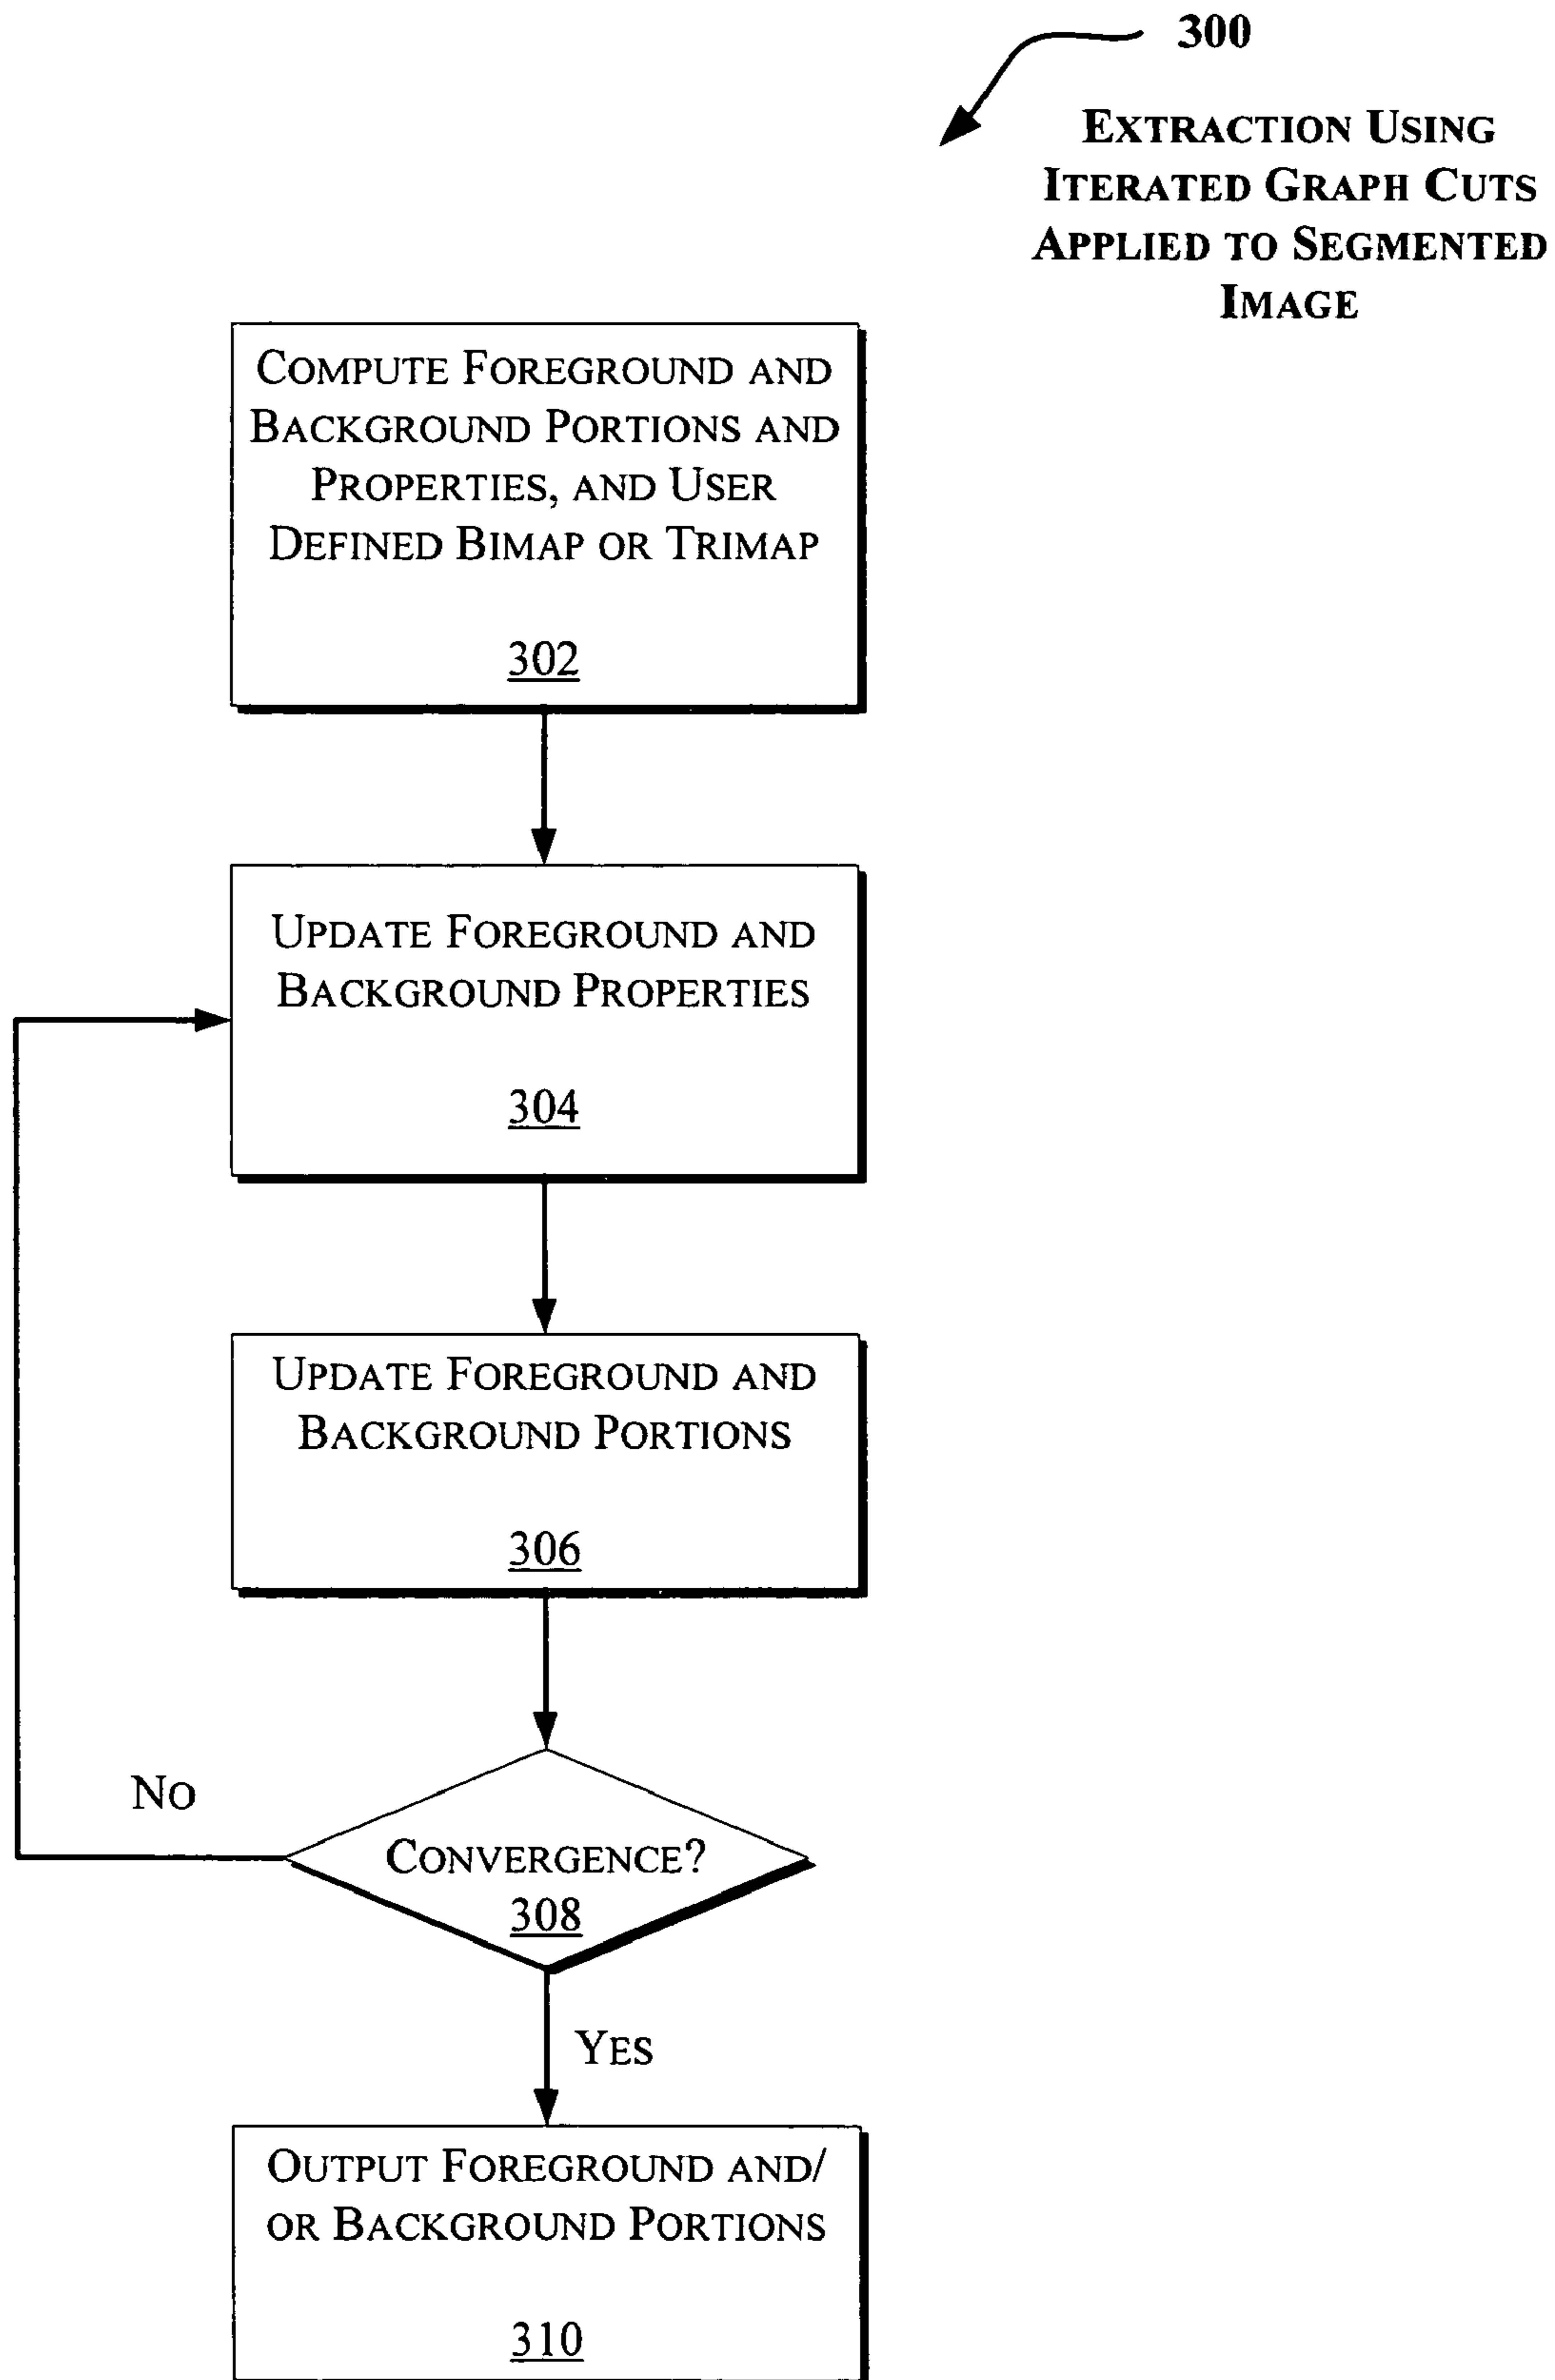 300
EXTRACTION USING
ITERATED GRAPH CUTS
APPLIED TO SEGMENTED
IMAGE
COMPUTE FOREGROUND AND
BACKGROUND PORTIONS AND
PROPERTIES, AND USER
DEFINED BIMAP OR TRIMAP
302
UPDATE FOREGROUND AND
BACKGROUND PROPERTIES
304
UPDATE FOREGROUND AND
BACKGROUND PORTIONS
306
NO
CONVERGENCE?
308
YES
OUTPUT FOREGROUND AND/
OR BACKGROUND PORTIONS
310